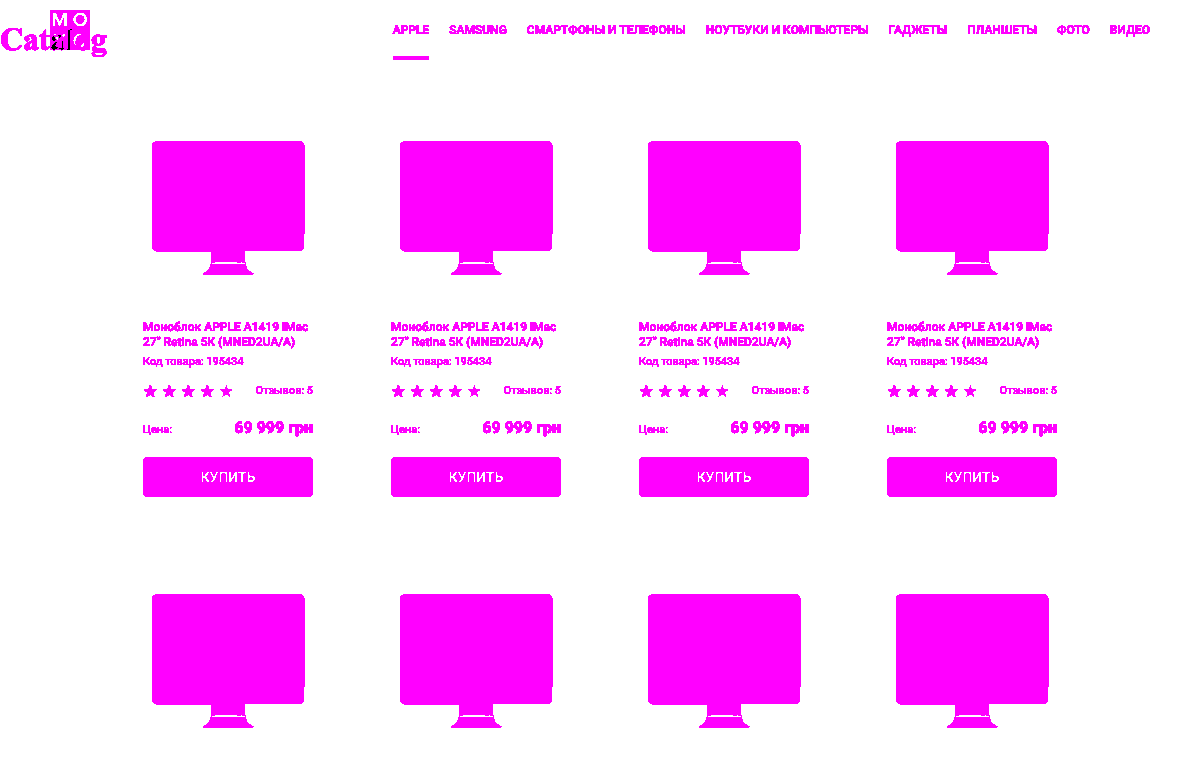 МО
Catalog
APPLE SAMSUNG СМАРТФОНЫ И ТЕЛЕФОНЫ НОУТБУКИ И КОМПЬЮТЕРЫ ГАДЖЕТЫ ПЛАНШЕТЫ ФОТО ВИДЕО
Моноблок APPLE A1419 iMac
27" Retina 5K (MNED2UA/A)
Код товара: 195434
Отзывов: 5
Цена: 69 999 грн
КУПИТЬ
Моноблок APPLE A1419 iMac
27" Retina 5K (MNED2UA/A)
Код товара: 195434
Отзывов: 5
Цена: 69 999 грн
КУПИТЬ
Моноблок APPLE A1419 iMac
27" Retina 5K (MNED2UA/A)
Код товара: 195434
Отзывов: 5
Цена: 69 999 грн
КУПИТЬ
Моноблок APPLE A1419 iMac
27" Retina 5K (MNED2UA/A)
Код товара: 195434
Отзывов: 5
Цена: 69 999 грн
КУПИТЬ